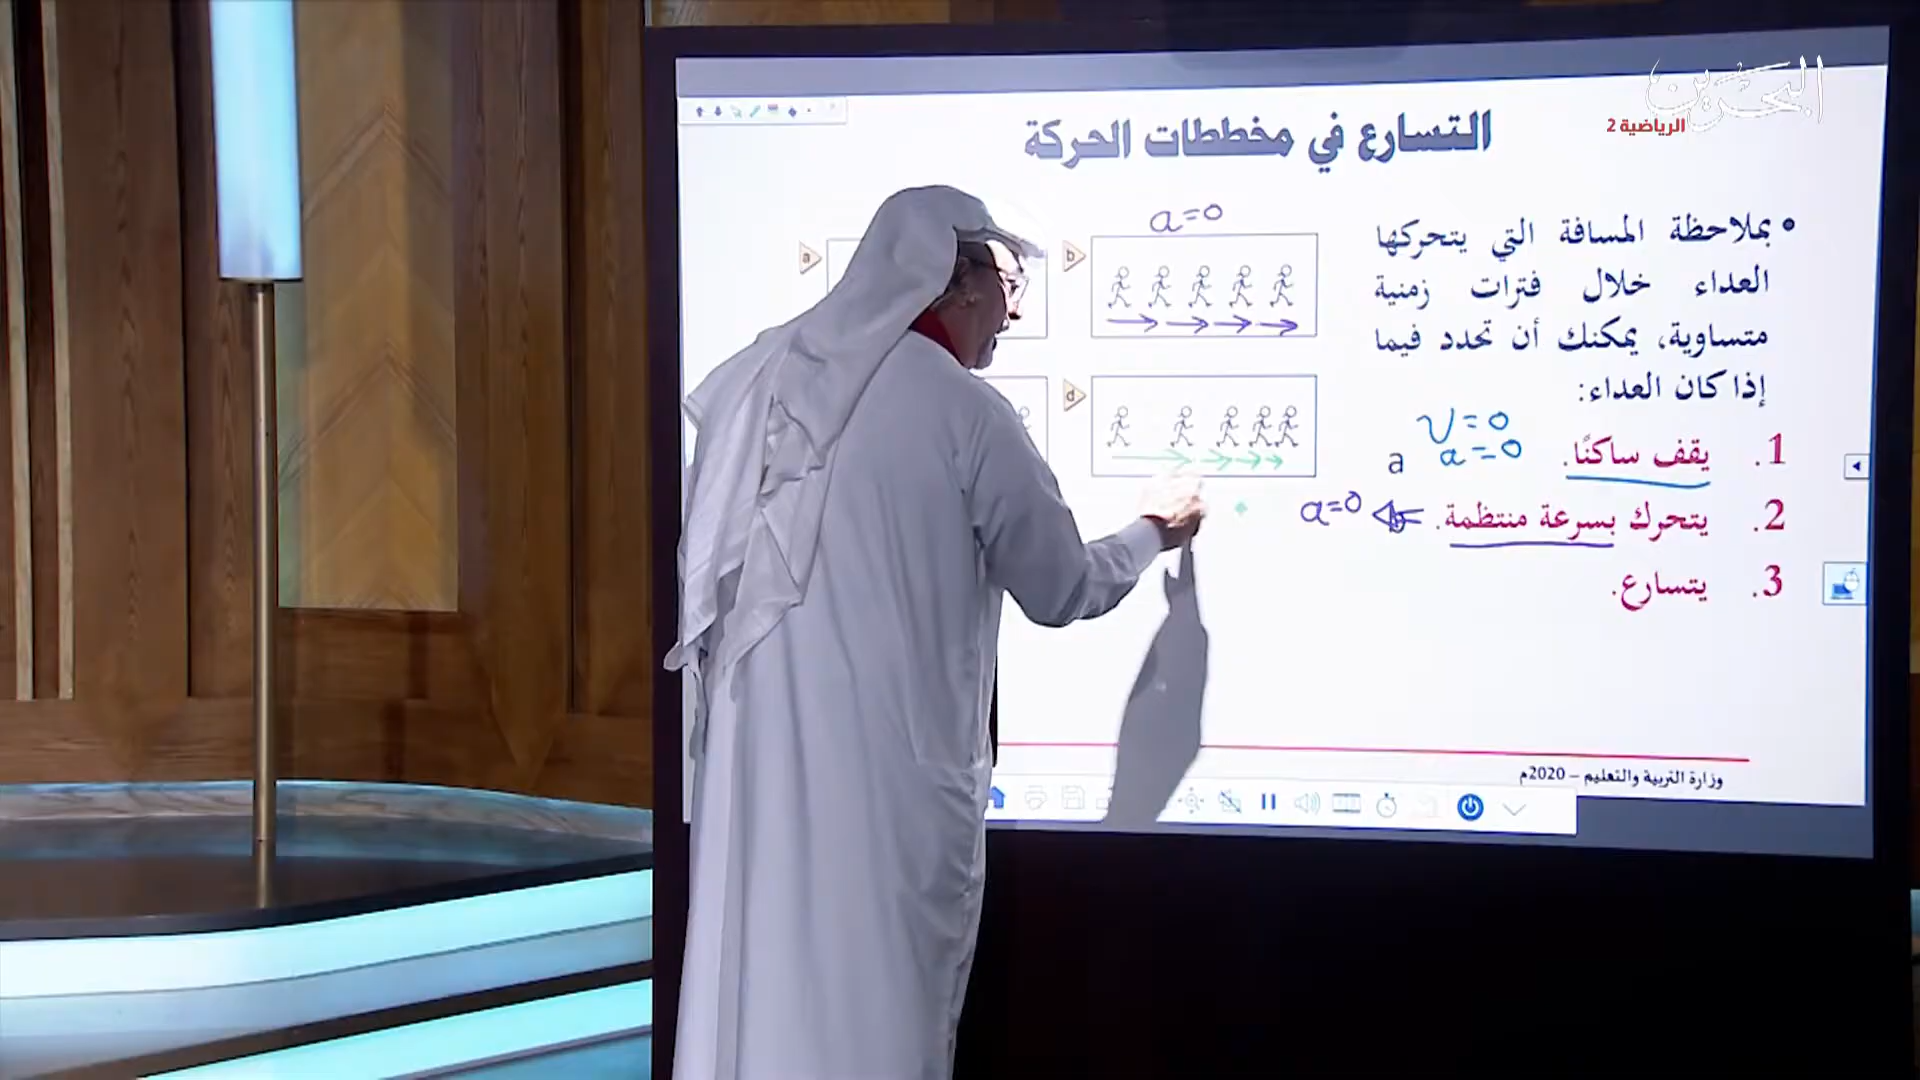 البحرين
الرياضية 2
التسارع في مخططات الحركة
• بملاحظة المسافة التي يتحركها
العداء خلال فترات زمنية
متساوية، يمكنك أن تحدد فيما
إذا كان العداء:
1. يقف ساكنًا.
v = 0
a = 0
a
2. يتحرك بسرعة منتظمة.
a=0
b
3. يتسارع.
a
b
a=0
d
وزارة التربية والتعليم – 2020م